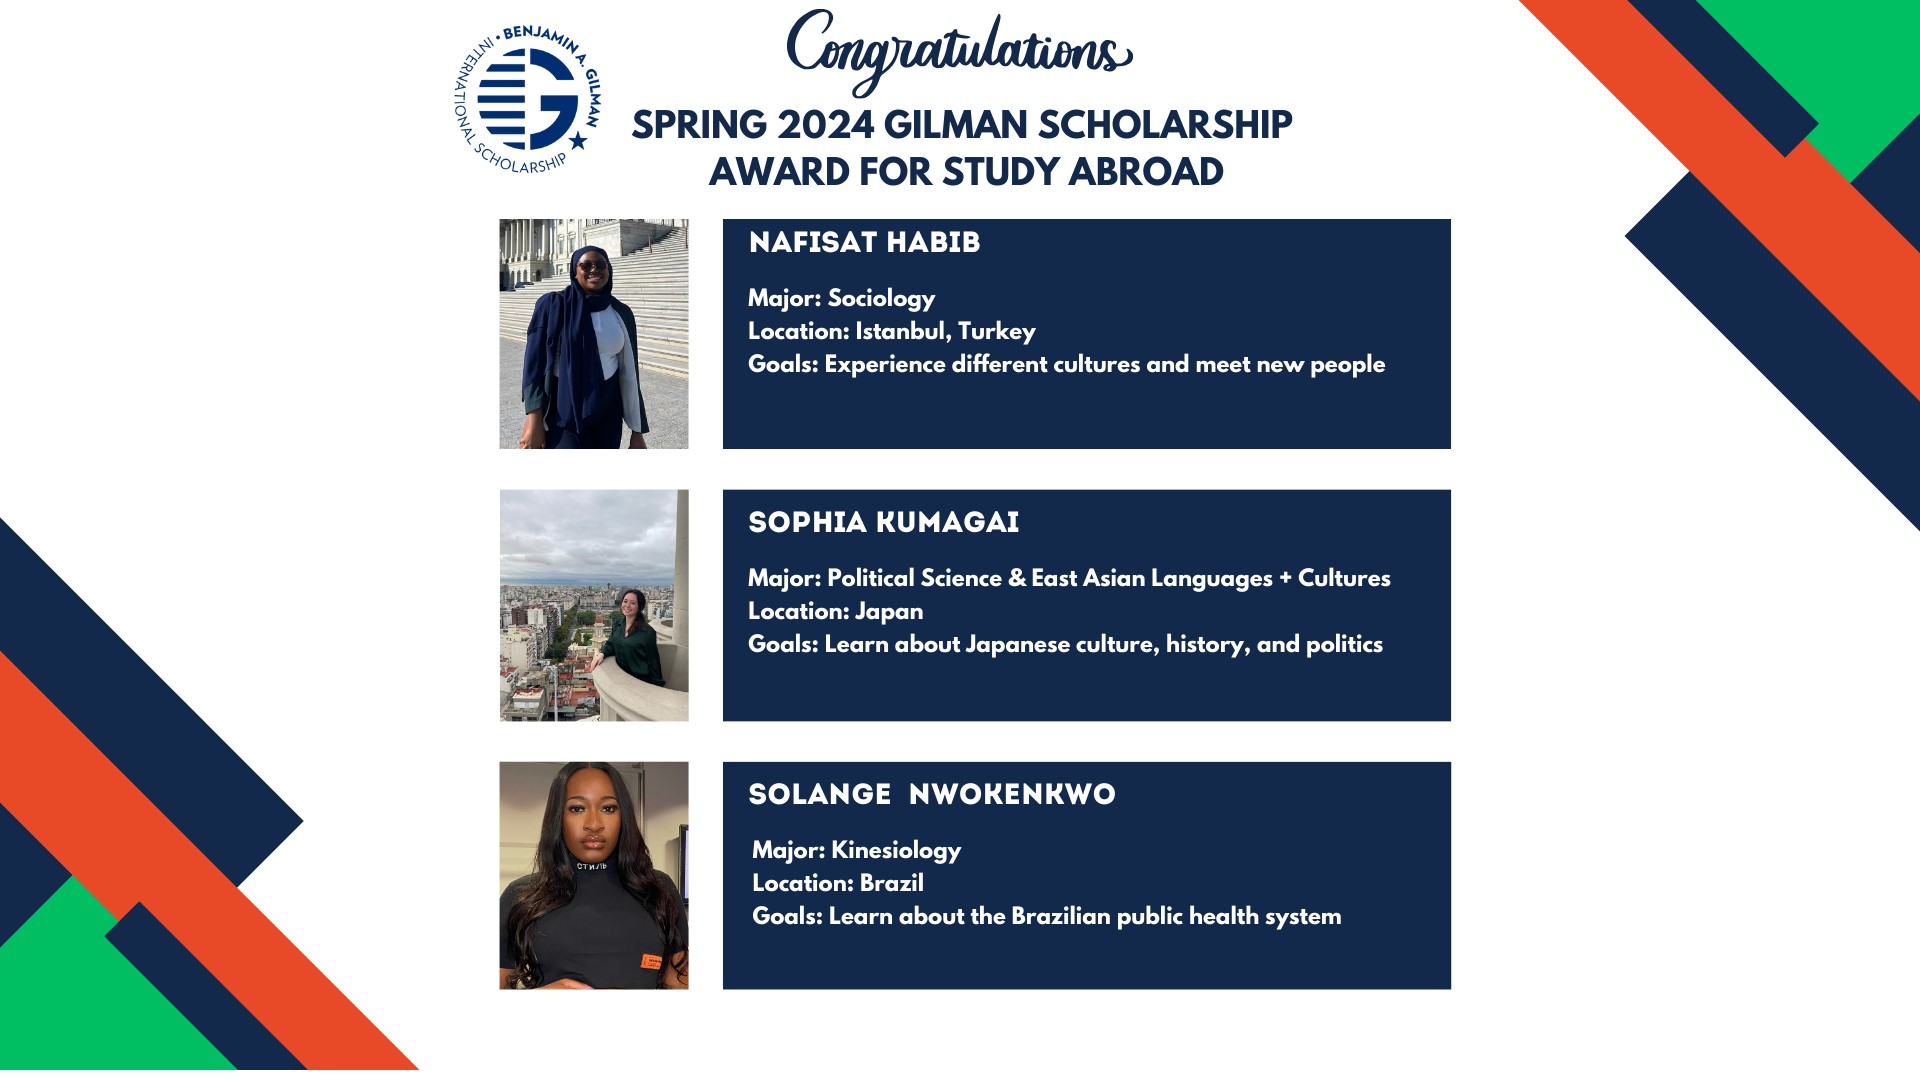 BENJAMIN A. GILMAN • INTERNATIONAL SCHOLARSHIP
G
Congratulations
SPRING 2024 GILMAN SCHOLARSHIP
AWARD FOR STUDY ABROAD
NAFISAT HABIB
Major: Sociology
Location: Istanbul, Turkey
Goals: Experience different cultures and meet new people
SOPHIA KUMAGAI
Major: Political Science & East Asian Languages + Cultures
Location: Japan
Goals: Learn about Japanese culture, history, and politics
SOLANGE NWOKENKWO
Major: Kinesiology
Location: Brazil
Goals: Learn about the Brazilian public health system